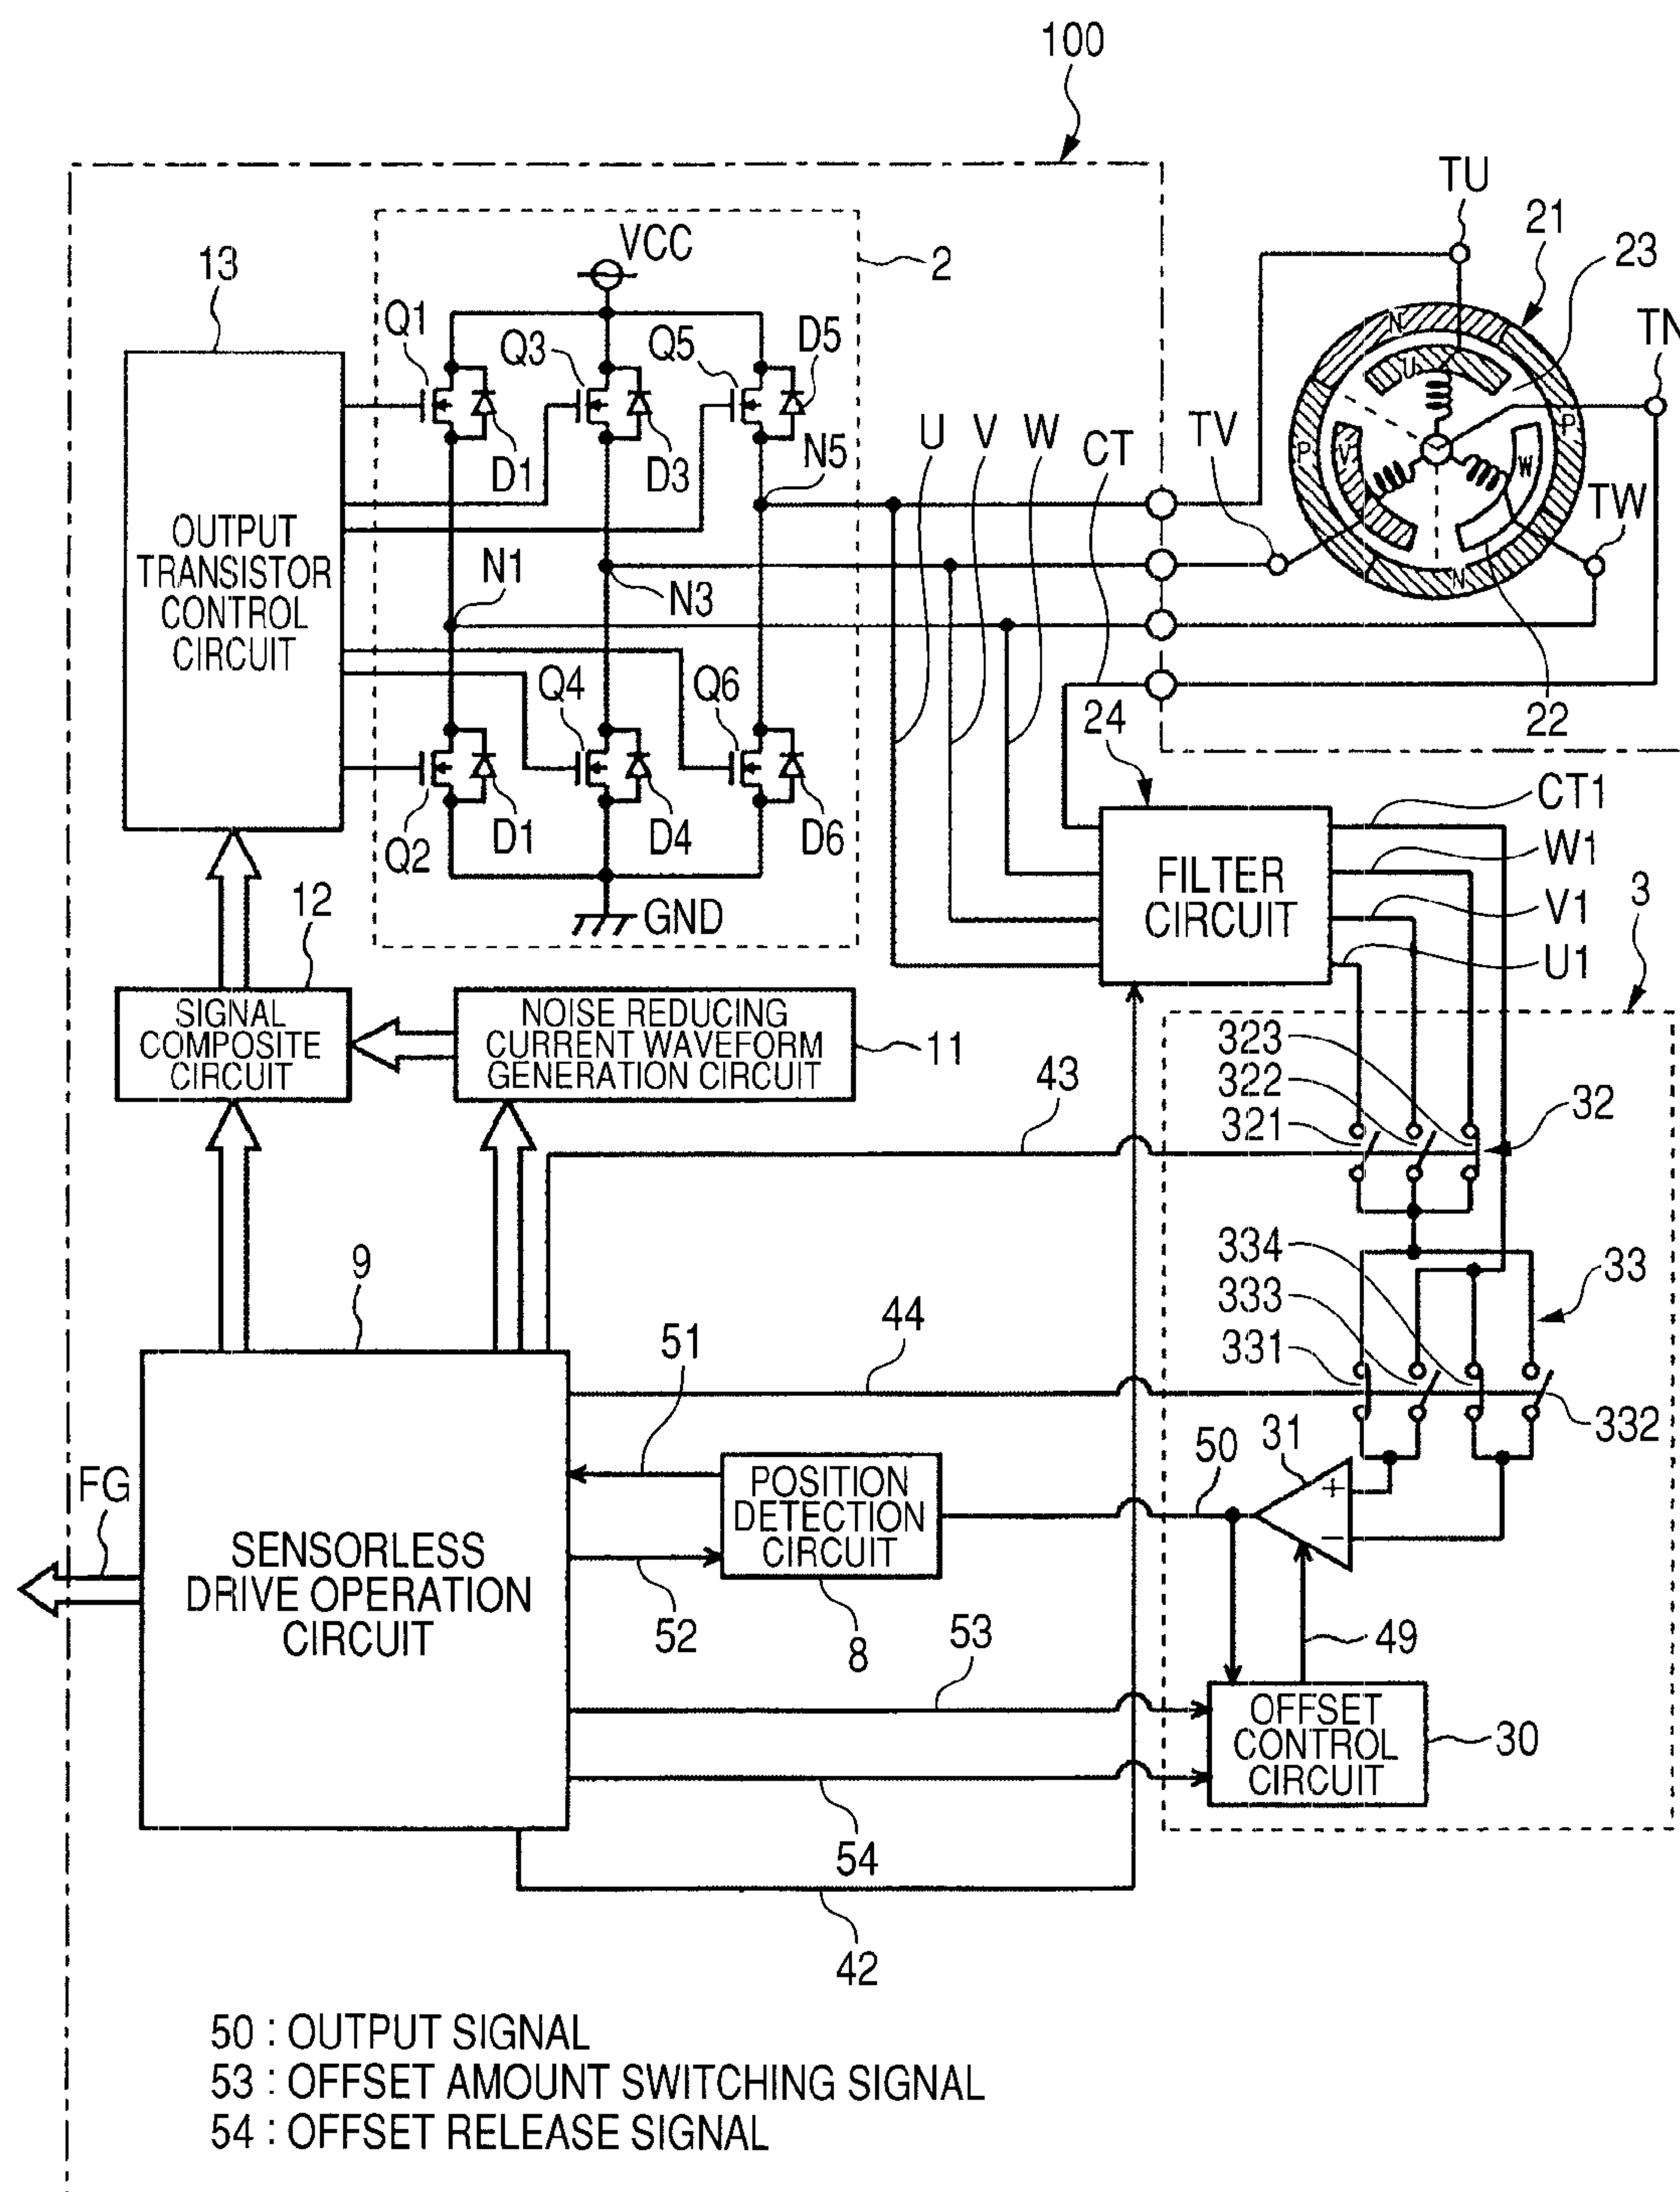 100
TU
21
23
TN
VCC
2
13
Q1
Q3
Q5
D5
N
U
P
P
V
W
N
D1
D3
N5
U
V
W
CT
TV
TW
OUTPUT
TRANSISTOR
CONTROL
CIRCUIT
N1
N3
Q4
Q6
24
22
Q2
D1
D4
D6
CT1
W1
V1
U1
FILTER
CIRCUIT
3
GND
12
SIGNAL
COMPOSITE
CIRCUIT
NOISE REDUCING
CURRENT WAVEFORM
GENERATION CIRCUIT
11
323
322
321
32
43
9
334
333
331
33
44
51
332
50
31
FG
POSITION
DETECTION
CIRCUIT
+
−
SENSORLESS
DRIVE OPERATION
CIRCUIT
52
8
53
49
OFFSET
CONTROL
CIRCUIT
30
54
42
50 : OUTPUT SIGNAL
53 : OFFSET AMOUNT SWITCHING SIGNAL
54 : OFFSET RELEASE SIGNAL